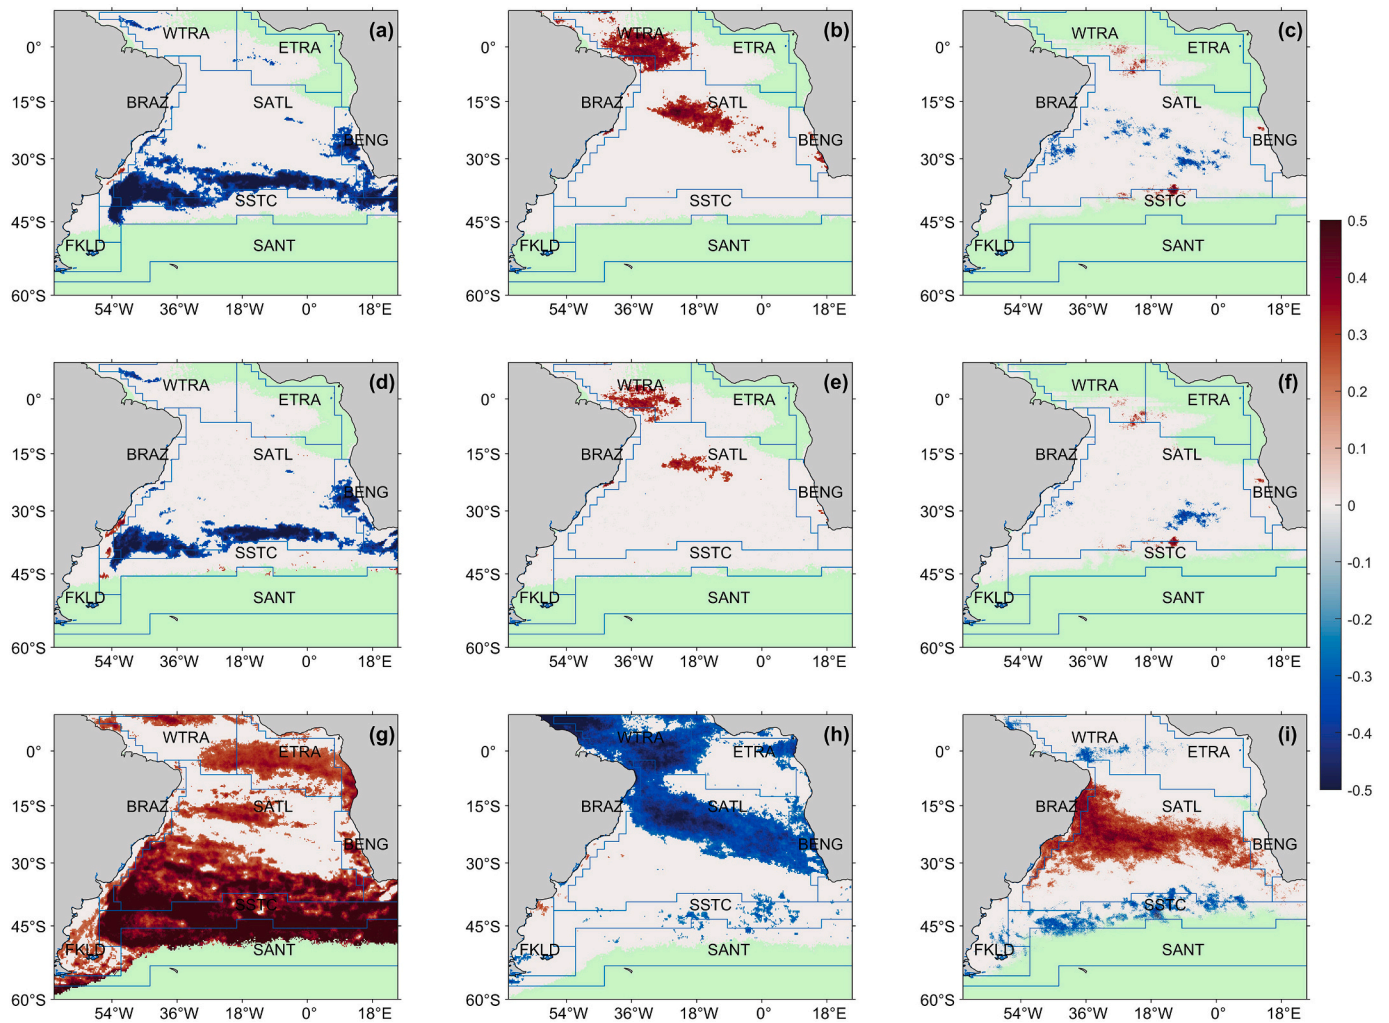 WTRA (a) WTRA (b) WTRA (c)
0° ETRA 0° ETRA 0° ETRA
15°S BRAZ SATL 15°S BRAZ SATL 15°S BRAZ SATL
30°S BENG 30°S BENG 30°S BENG
SSTC SSTC SSTC
45°S 45°S 45°S
FKLD SANT FKLD SANT FKLD SANT
60°S 60°S 60°S
54°W 36°W 18°W 0° 18°E 54°W 36°W 18°W 0° 18°E 54°W 36°W 18°W 0° 18°E
WTRA (d) WTRA (e) WTRA (f)
0° ETRA 0° ETRA 0° ETRA
15°S BRAZ SATL 15°S BRAZ SATL 15°S BRAZ SATL
30°S BENG 30°S BENG 30°S BENG
SSTC SSTC SSTC
45°S 45°S 45°S
FKLD SANT FKLD SANT FKLD SANT
60°S 60°S 60°S
54°W 36°W 18°W 0° 18°E 54°W 36°W 18°W 0° 18°E 54°W 36°W 18°W 0° 18°E
WTRA (g) WTRA (h) WTRA (i)
0° ETRA 0° ETRA 0° ETRA
15°S BRAZ SATL 15°S BRAZ SATL 15°S BRAZ SATL
30°S BENG 30°S BENG 30°S BENG
SSTC SSTC SSTC
45°S 45°S 45°S
FKLD SANT FKLD SANT FKLD SANT
60°S 60°S 60°S
54°W 36°W 18°W 0° 18°E 54°W 36°W 18°W 0° 18°E 54°W 36°W 18°W 0° 18°E
0.5
0.4
0.3
0.2
0.1
0
-0.1
-0.2
-0.3
-0.4
-0.5